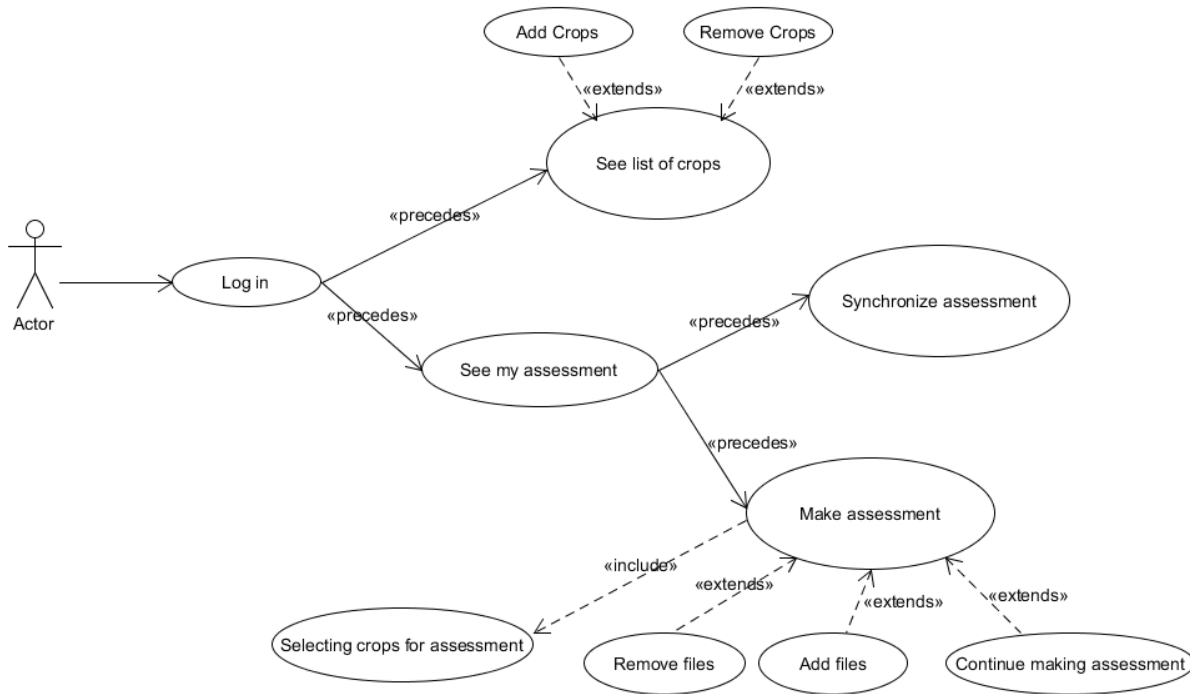 Add Crops
Remove Crops
«extends»
«extends»
See list of crops
«precedes»
Log in
Actor
«precedes»
Synchronize assessment
«precedes»
See my assessment
«precedes»
Make assessment
«include»
«extends»
«extends»
«extends»
Selecting crops for assessment
Remove files
Add files
Continue making assessment